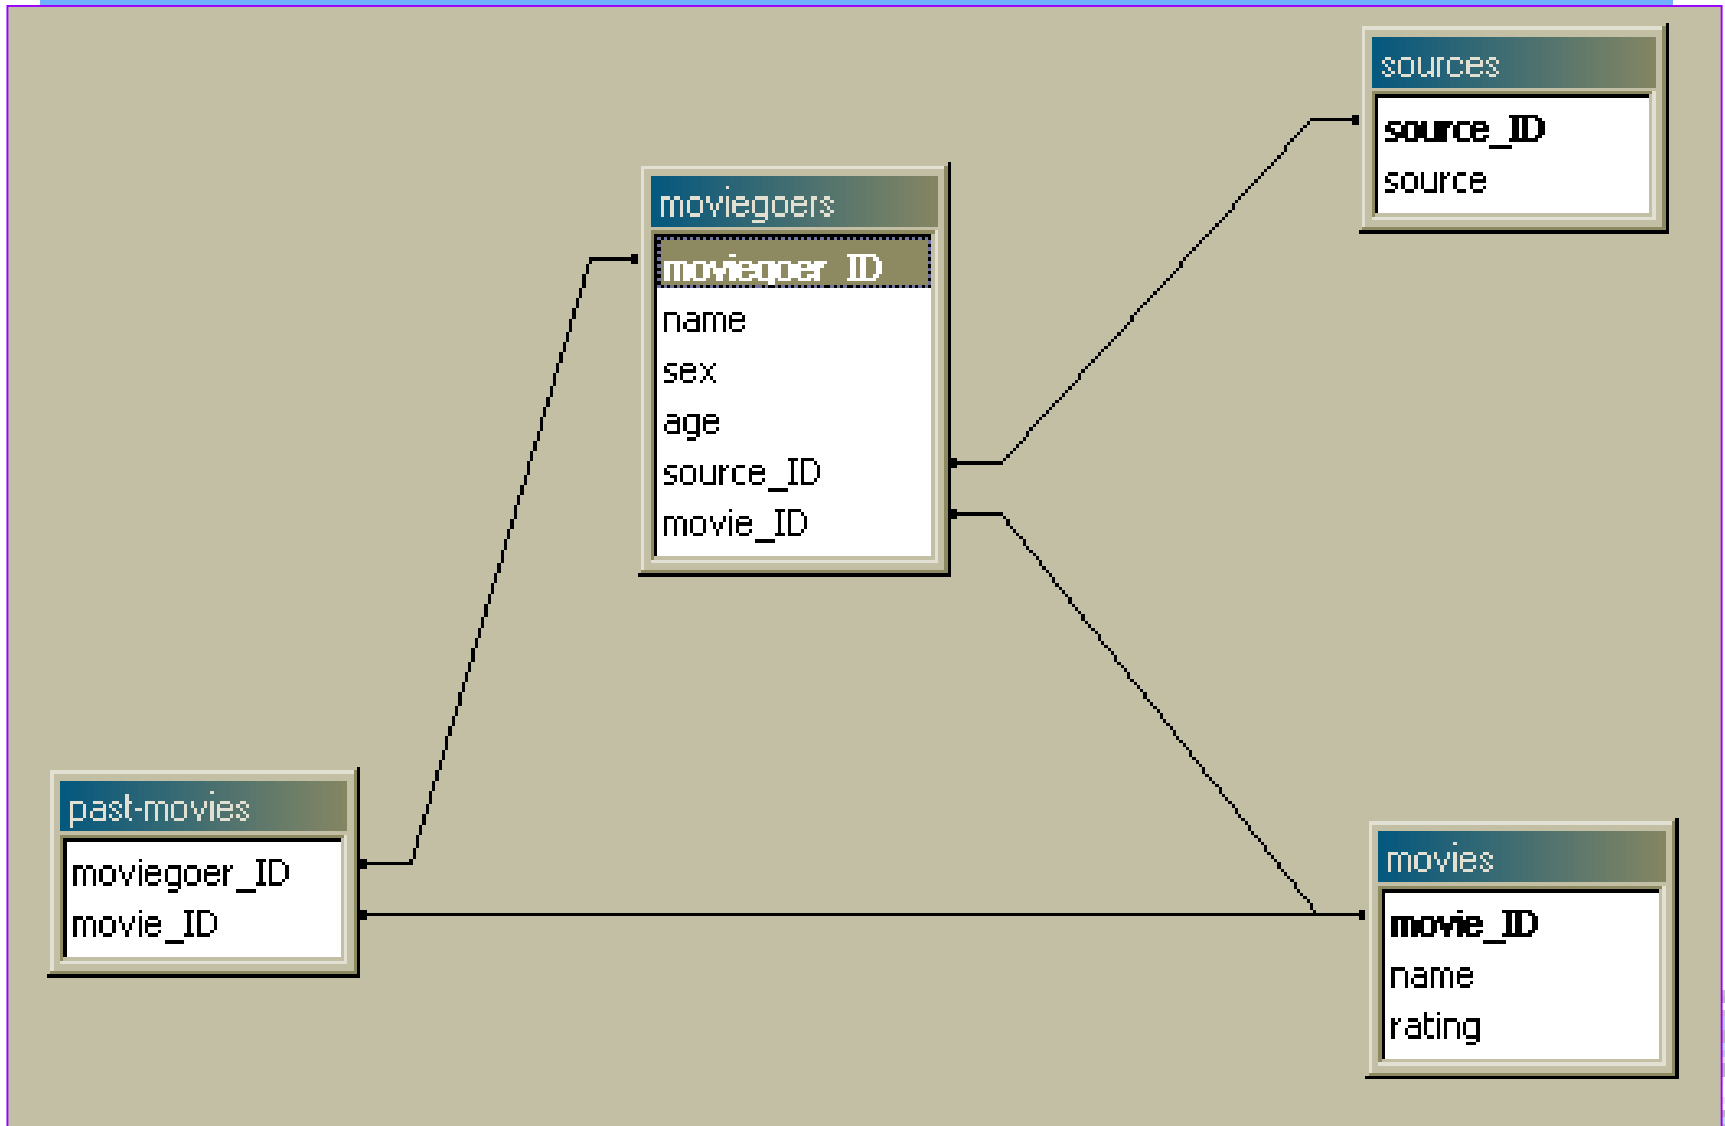 sources
source_ID
source
moviegoers
moviegoer_ID
name
sex
age
source_ID
movie_ID
past-movies
moviegoer_ID
movie_ID
movies
movie_ID
name
rating